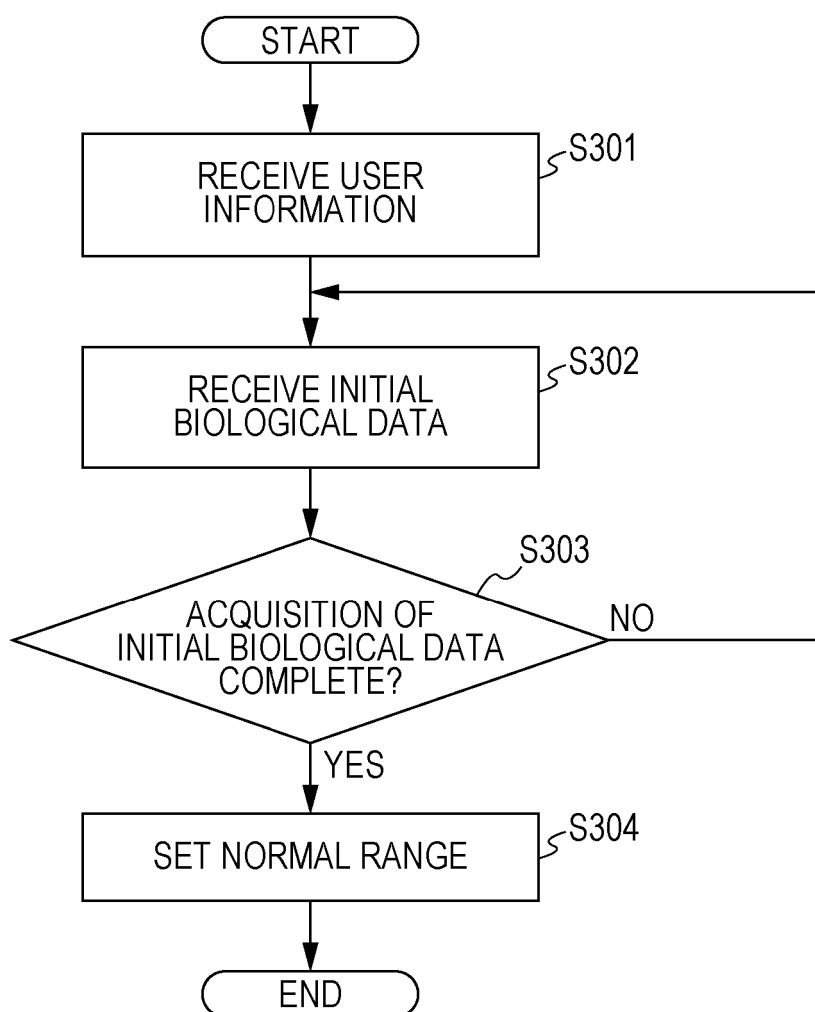 START
S301
RECEIVE USER
INFORMATION
S302
RECEIVE INITIAL
BIOLOGICAL DATA
S303
ACQUISITION OF
INITIAL BIOLOGICAL DATA
COMPLETE?
NO
YES
S304
SET NORMAL RANGE
END